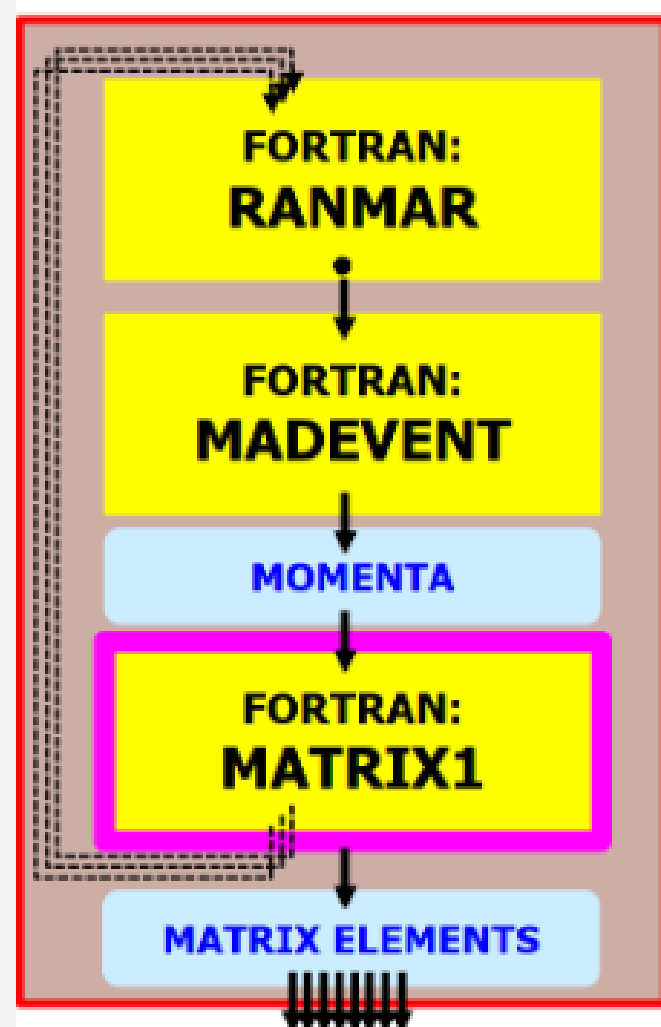 FORTRAN:
RANMAR
FORTRAN:
MADEVENT
MOMENTA
FORTRAN:
MATRIX1
MATRIX ELEMENTS